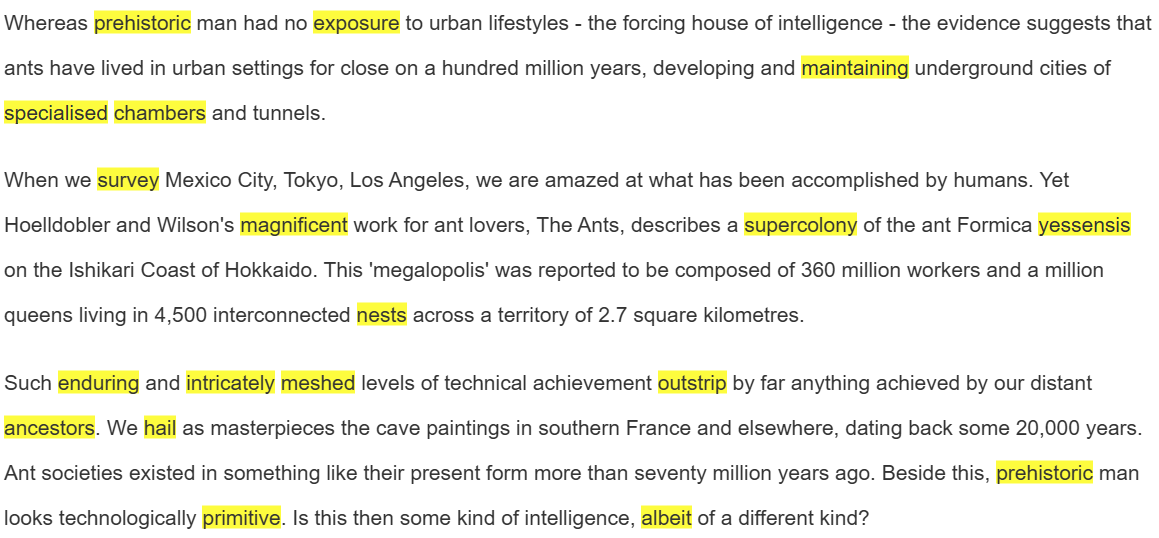 Whereas prehistoric man had no exposure to urban lifestyles - the forcing house of intelligence - the evidence suggests that
ants have lived in urban settings for close on a hundred million years, developing and maintaining underground cities of
specialised chambers and tunnels.
When we survey Mexico City, Tokyo, Los Angeles, we are amazed at what has been accomplished by humans. Yet
Hoelldobler and Wilson's magnificent work for ant lovers, The Ants, describes a supercolony of the ant Formica yessensis
on the Ishikari Coast of Hokkaido. This 'megalopolis' was reported to be composed of 360 million workers and a million
queens living in 4,500 interconnected nests across a territory of 2.7 square kilometres.
Such enduring and intricately meshed levels of technical achievement outstrip by far anything achieved by our distant
ancestors. We hail as masterpieces the cave paintings in southern France and elsewhere, dating back some 20,000 years.
Ant societies existed in something like their present form more than seventy million years ago. Beside this, prehistoric man
looks technologically primitive. Is this then some kind of intelligence, albeit of a different kind?